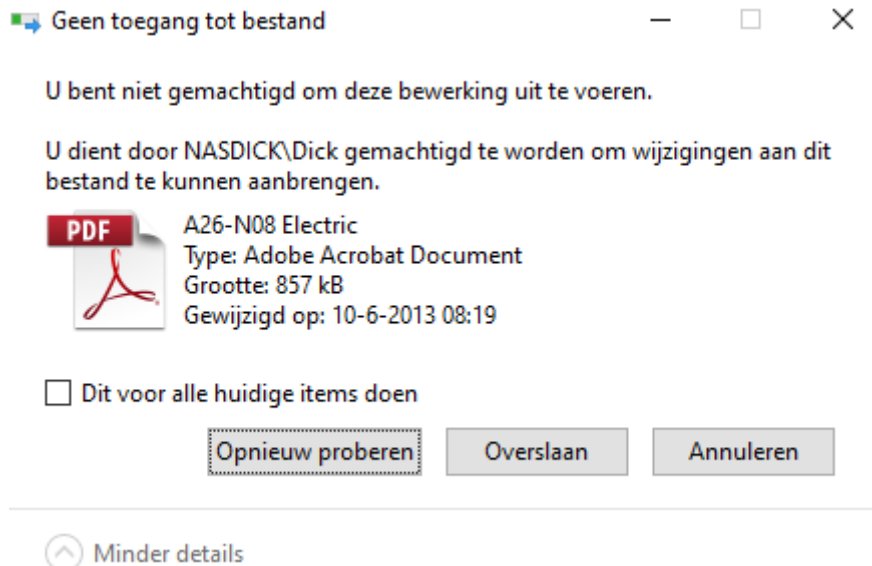 Geen toegang tot bestand
U bent niet gemachtigd om deze bewerking uit te voeren.
U dient door NASDICK\Dick gemachtigd te worden om wijzigingen aan dit
bestand te kunnen aanbrengen.
PDF
A26-N08 Electric
Type: Adobe Acrobat Document
Grootte: 857 kB
Gewijzigd op: 10-6-2013 08:19
Dit voor alle huidige items doen
Opnieuw proberen
Overslaan
Annuleren
Minder details